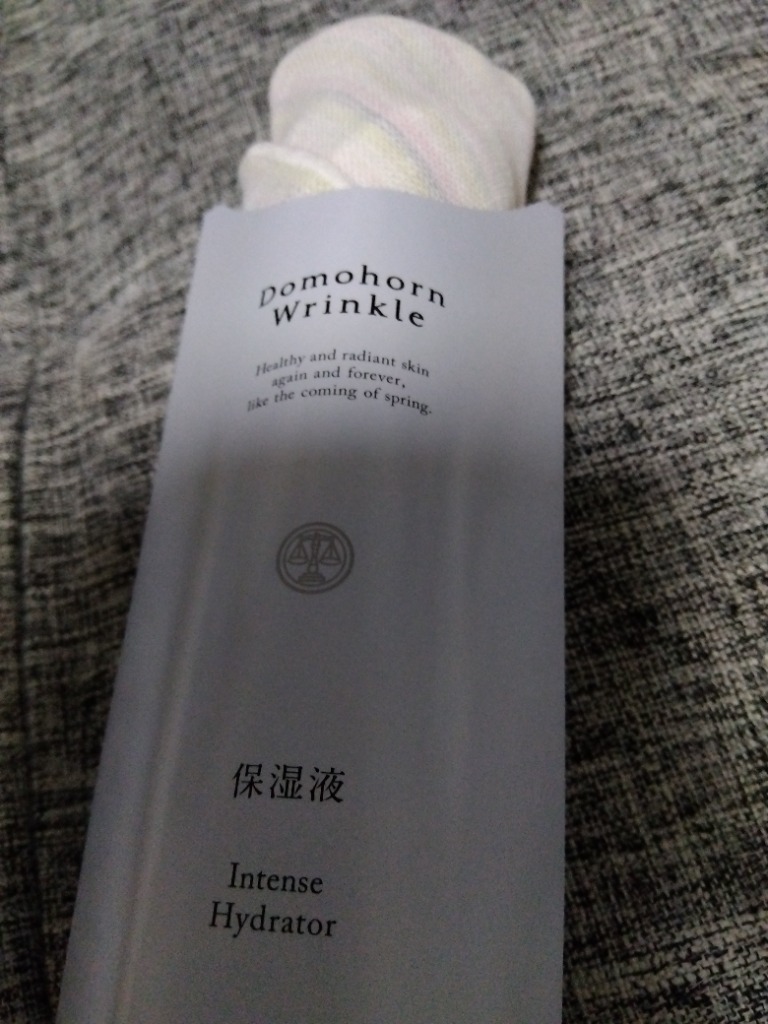 Domohorn
Wrinkle
Healthy and radiant skin
again and forever,
like the coming of spring.
保湿液
Intense
Hydrator